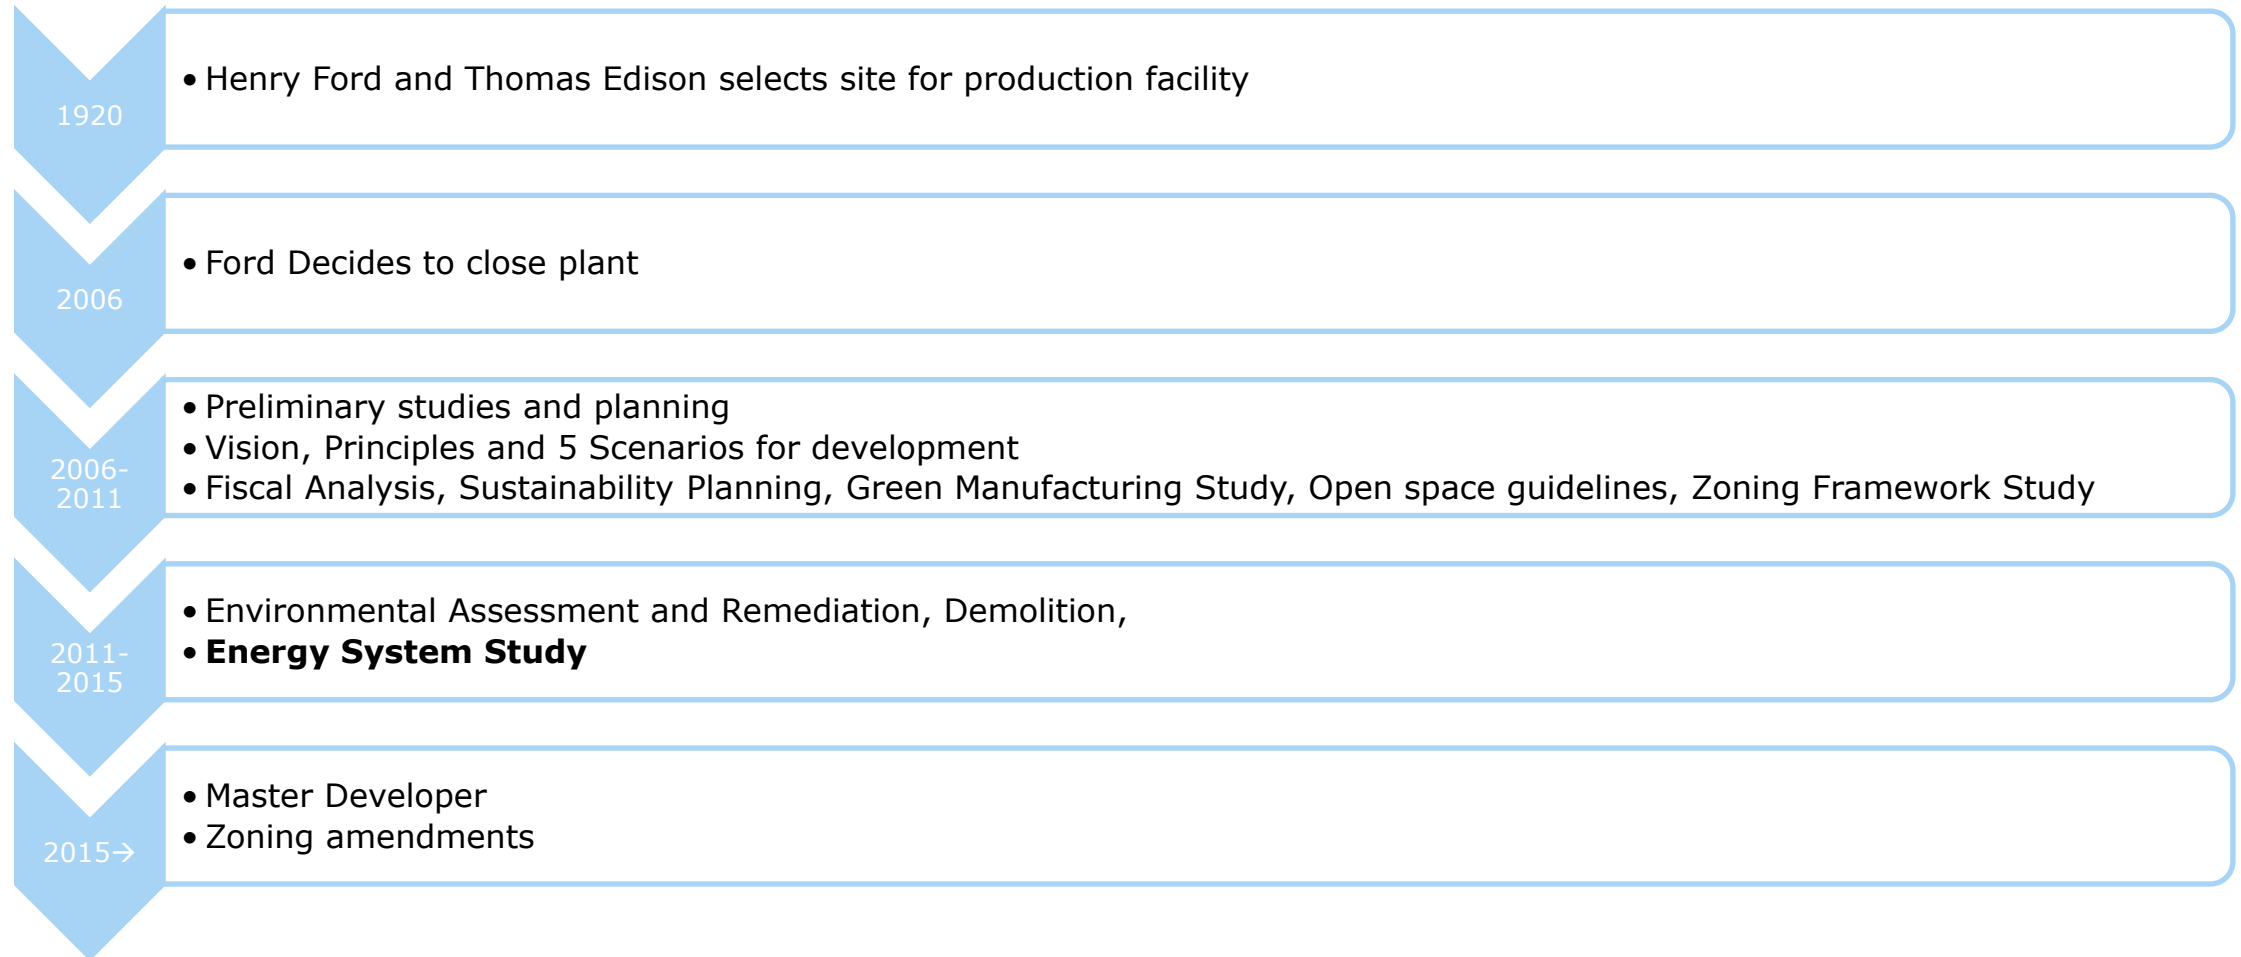 1920
• Henry Ford and Thomas Edison selects site for production facility
2006
• Ford Decides to close plant
2006-
2011
• Preliminary studies and planning
• Vision, Principles and 5 Scenarios for development
• Fiscal Analysis, Sustainability Planning, Green Manufacturing Study, Open space guidelines, Zoning Framework Study
2011-
2015
• Environmental Assessment and Remediation, Demolition,
• Energy System Study
2015→
• Master Developer
• Zoning amendments